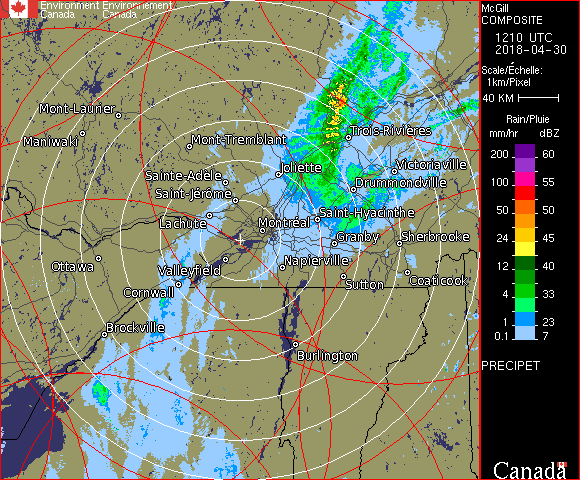 Environment Environnement
Canada Canada
McGill
COMPOSITE
1210 UTC
2018-04-30
Scale/Échelle:
1km/Pixel
40 KM
Rain/Pluie
mm/hr dBZ
200 60
100 55
50 50
24 45
12 40
4 33
1 23
0.1 7
PRECIPET
Canada
Mont-Laurier
Maniwaki
Mont-Tremblant
Trois-Rivières
Sainte-Adèle
Joliette
Victoriaville
Saint-Jérôme
Drummondville
Lachute
Montréal
Saint-Hyacinthe
Granby
Sherbrooke
Ottawa
Valleyfield
Napierville
Cornwall
Sutton
Coaticook
Brockville
Burlington